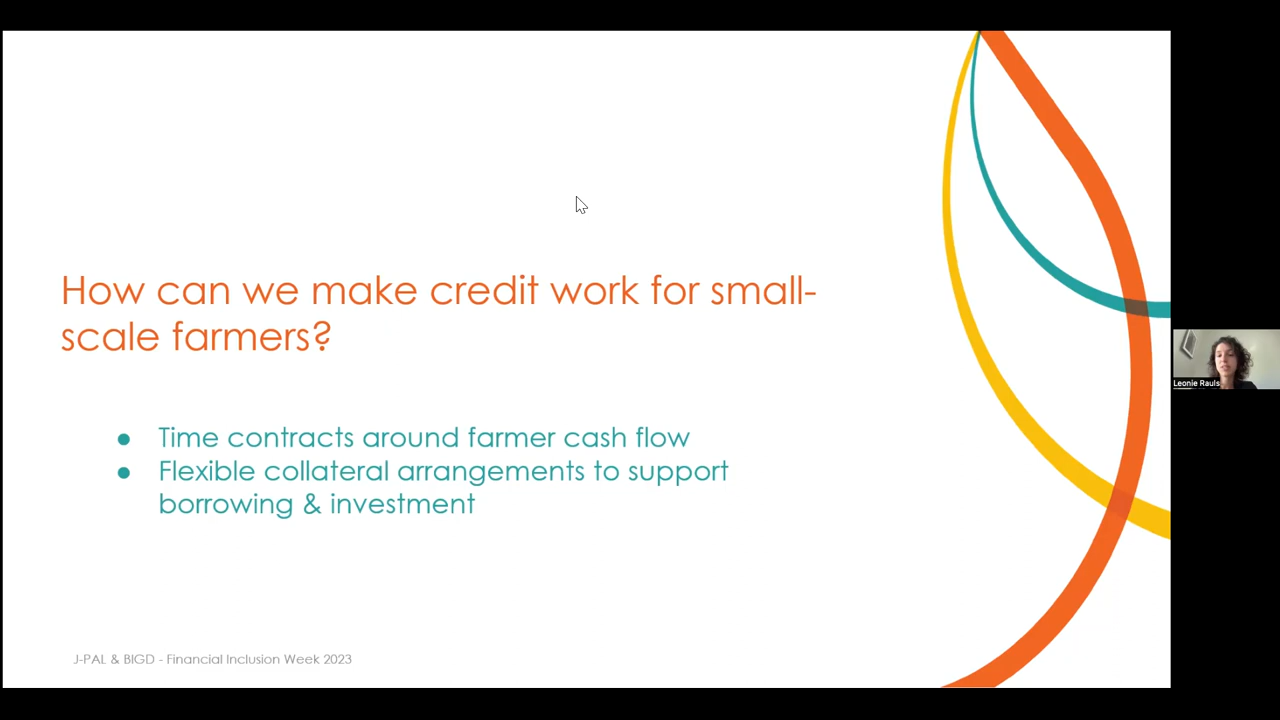 How can we make credit work for small-
scale farmers?
● Time contracts around farmer cash flow
● Flexible collateral arrangements to support
borrowing & investment
Leonie Rauls
J-PAL & BIGD - Financial Inclusion Week 2023